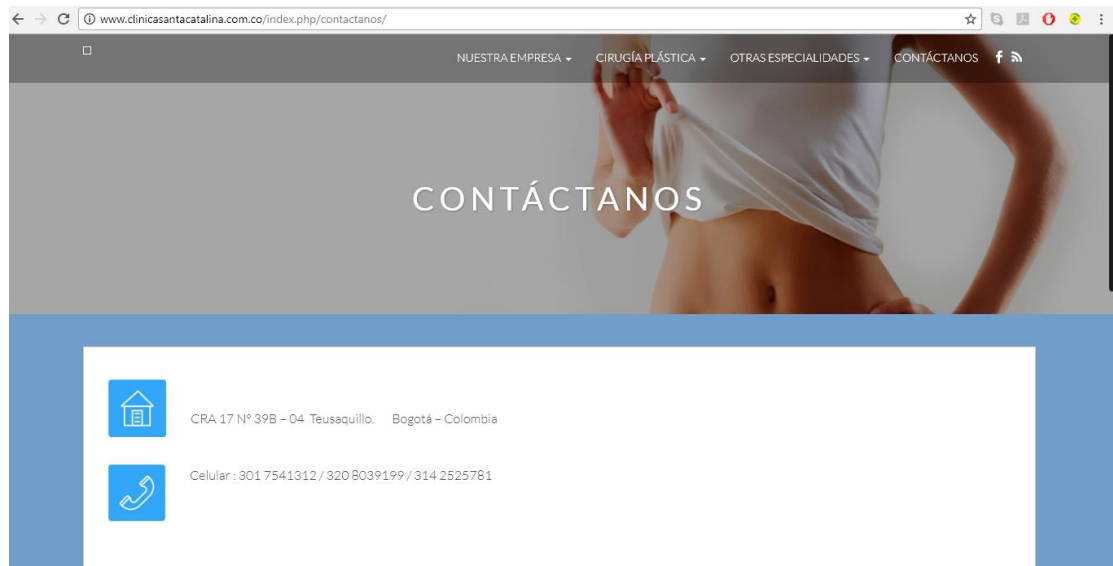 www.clinicasantacatalina.com.co/index.php/contactanos/
NUESTRA EMPRESA CIRUGÍA PLÁSTICA OTRAS ESPECIALIDADES CONTÁCTANOS
CONTÁCTANOS
CRA 17 Nº 39B – 04 Teusaquillo. Bogotá – Colombia
Celular : 301 7541312 / 320 8039199 / 314 2525781